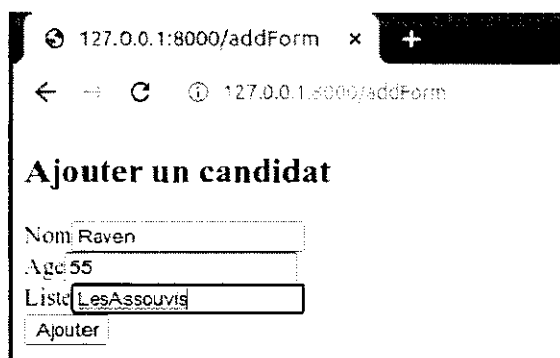 127.0.0.1:8000/addForm × +
127.0.0.1:8000/addForm
Ajouter un candidat
Nom Raven
Age 55
Liste LesAssouvis
Ajouter